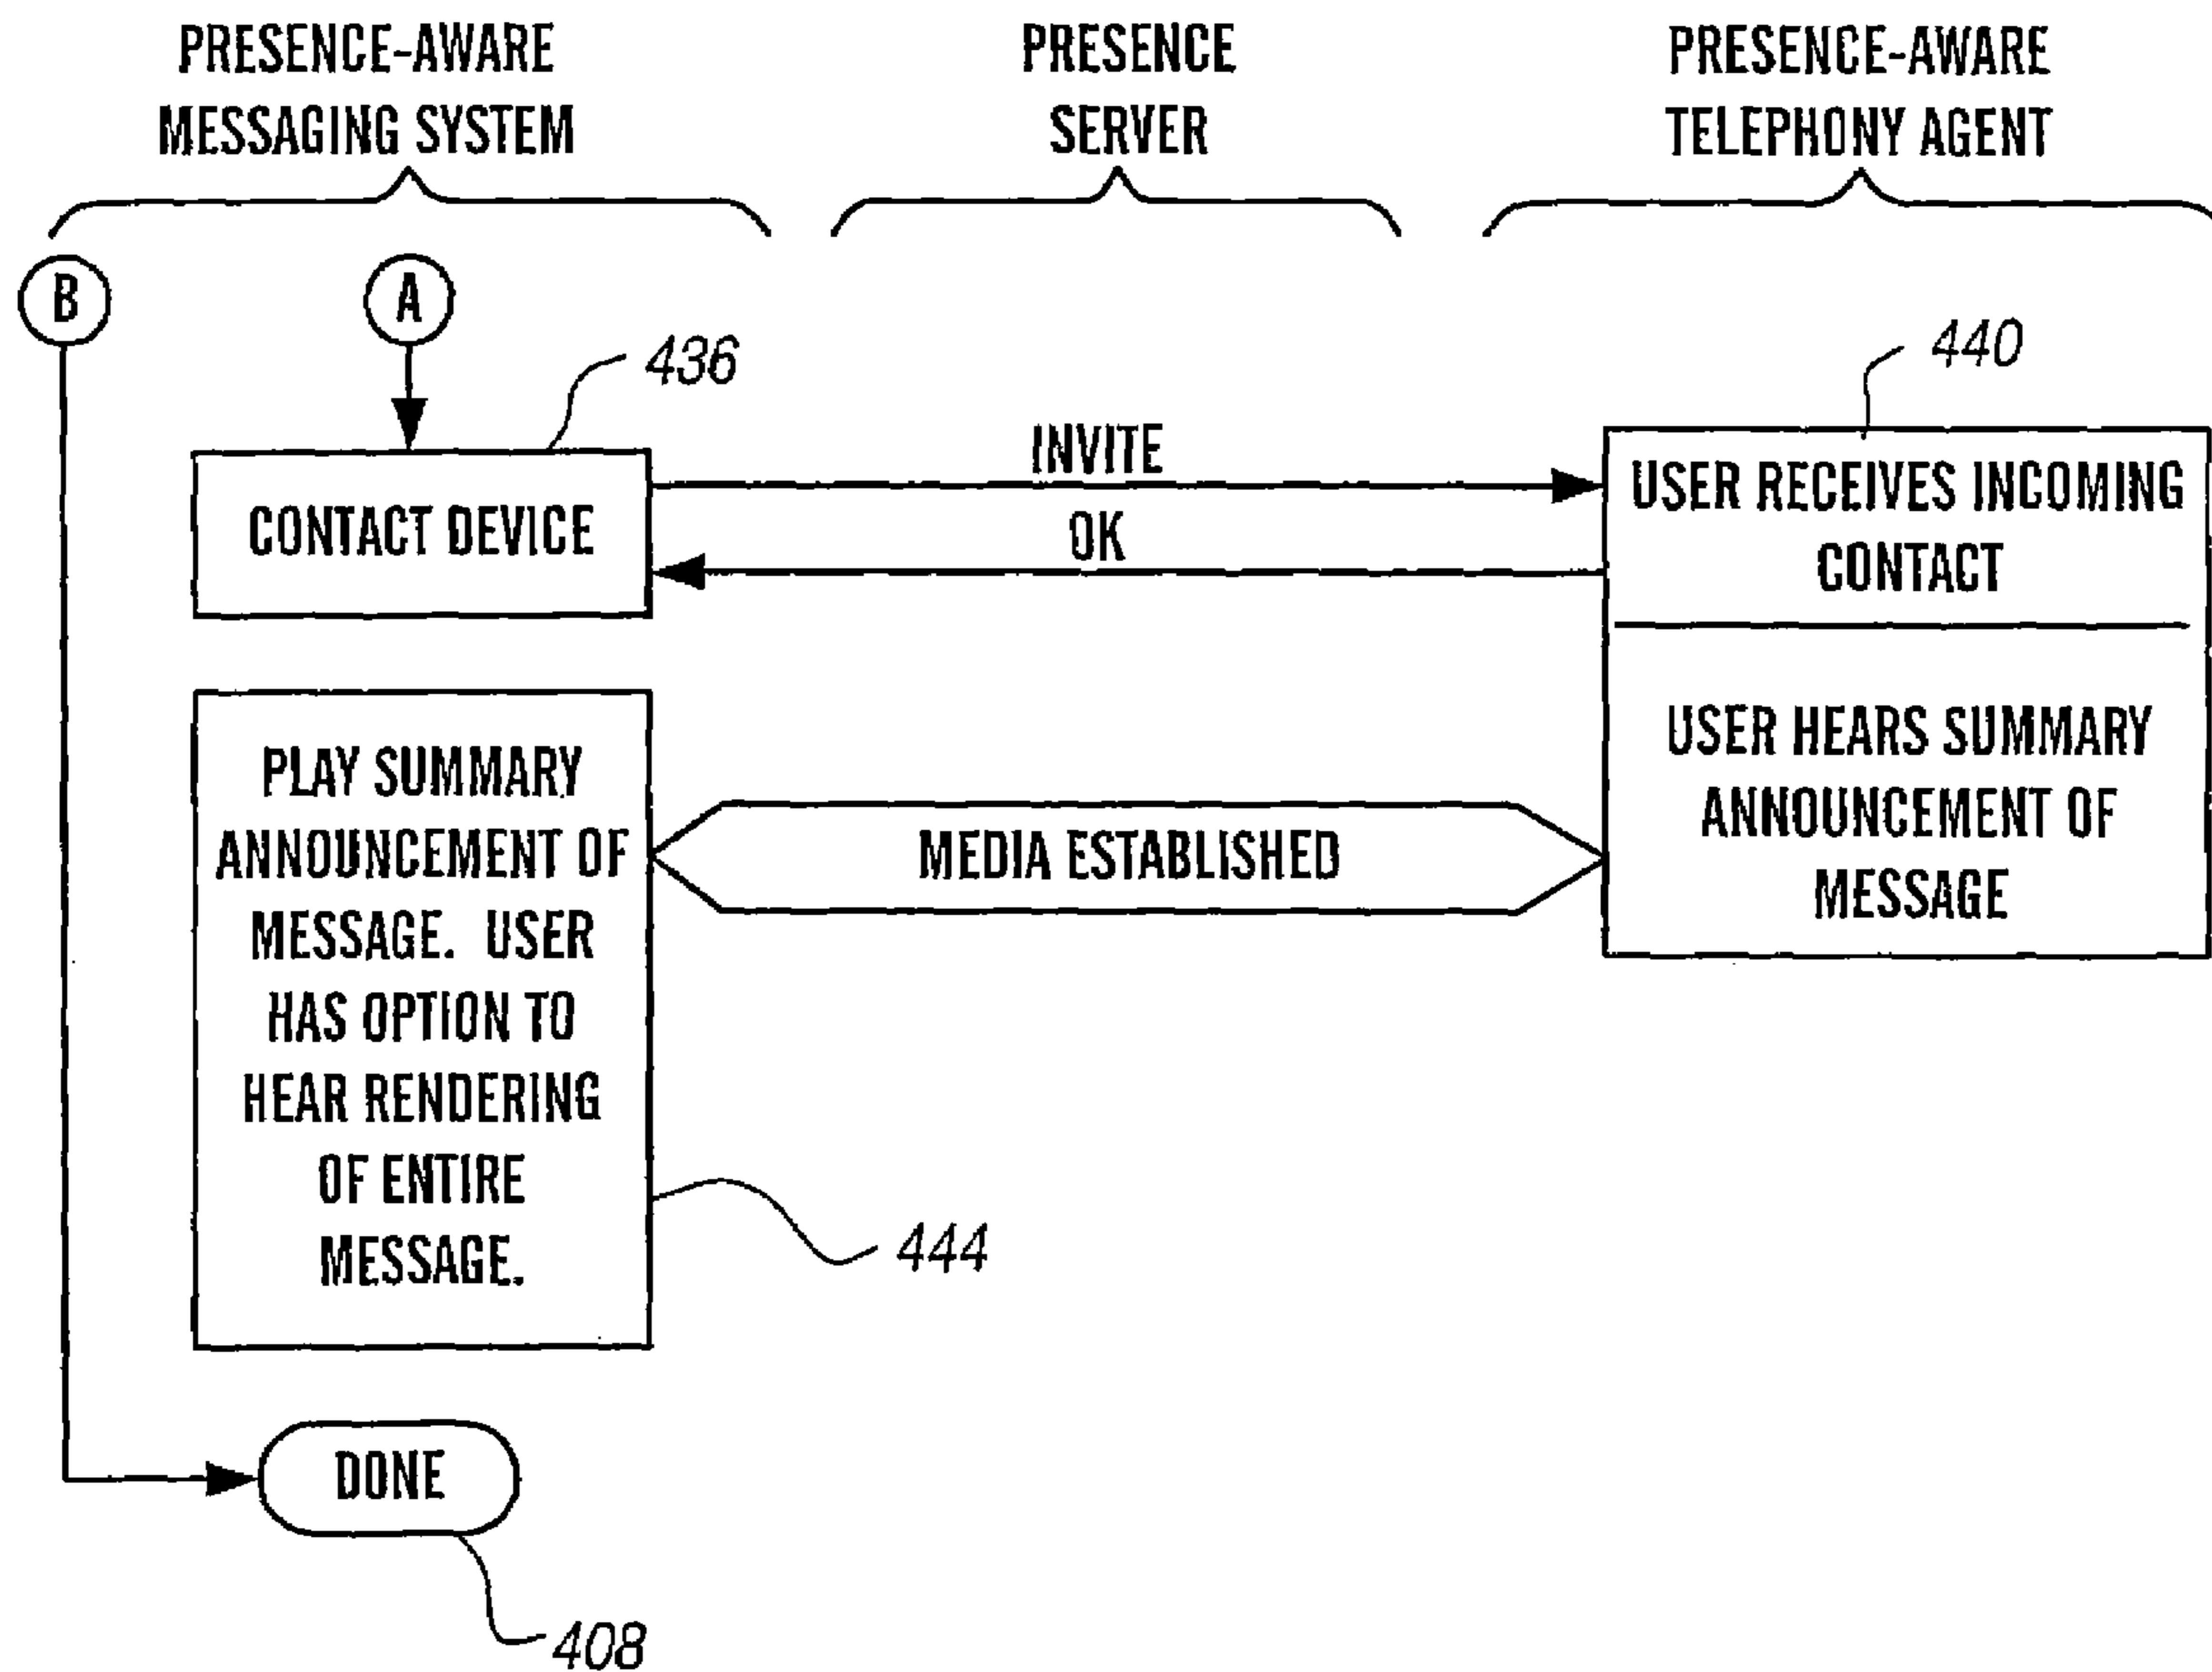 PRESENCE-AWARE
MESSAGING SYSTEM
PRESENCE
SERVER
PRESENCE-AWARE
TELEPHONY AGENT
B
A
436
440
CONTACT DEVICE
INVITE
OK
USER RECEIVES INCOMING
CONTACT
PLAY SUMMARY
ANNOUNCEMENT OF
MESSAGE. USER
HAS OPTION TO
HEAR RENDERING
OF ENTIRE
MESSAGE.
MEDIA ESTABLISHED
USER HEARS SUMMARY
ANNOUNCEMENT OF
MESSAGE
444
DONE
408